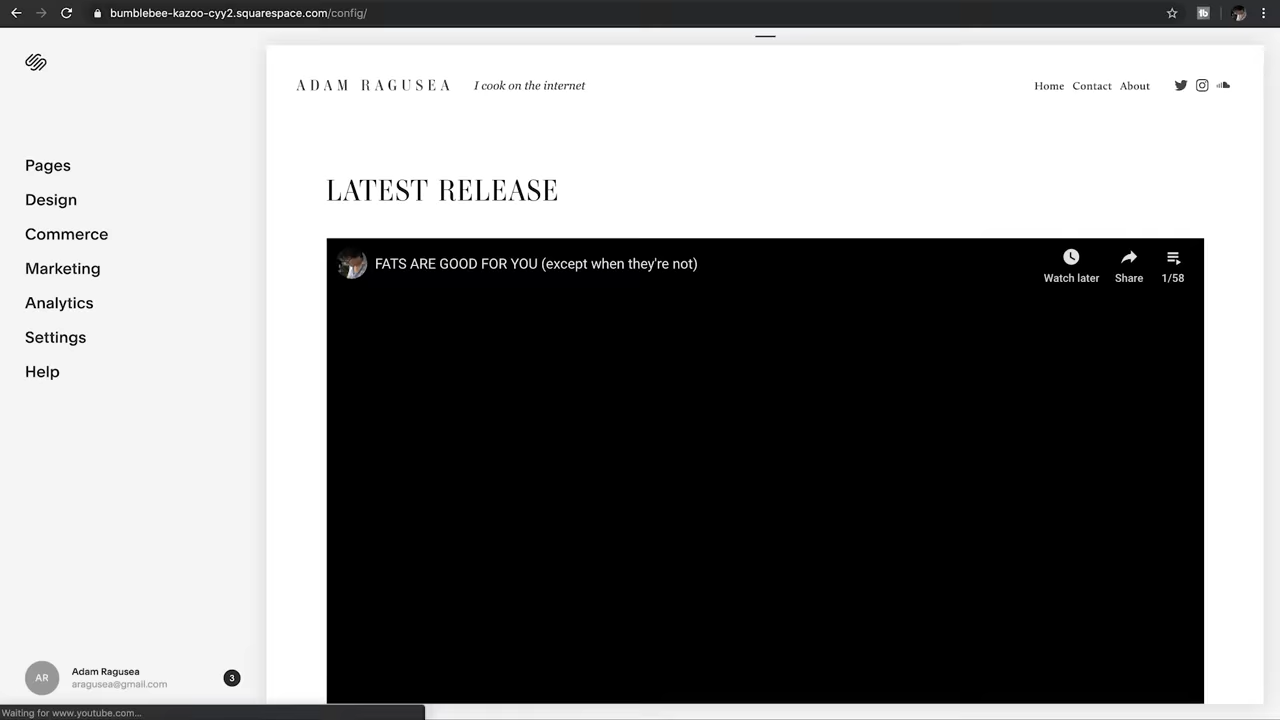 bumblebee-kazoo-cyy2.squarespace.com/config/
ADAM RAGUSEA I cook on the internet
Home Contact About
Pages
Design
Commerce
Marketing
Analytics
Settings
Help
LATEST RELEASE
FATS ARE GOOD FOR YOU (except when they're not)
Watch later Share 1/58
AR
Adam Ragusea
aragusea@gmail.com
3
Waiting for www.youtube.com...